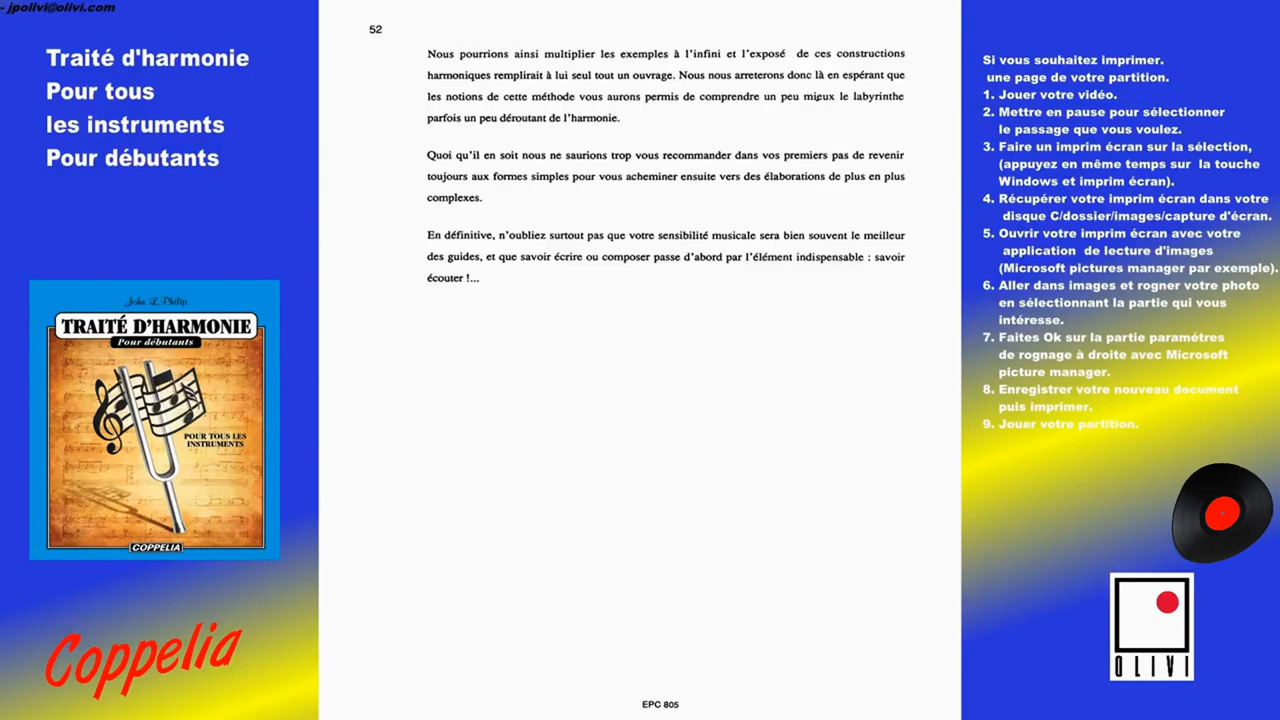 - jpolivi@olivi.com
Traité d'harmonie
Pour tous
les instruments
Pour débutants
John L. Philip
TRAITÉ D'HARMONIE
Pour débutants
POUR TOUS LES
INSTRUMENTS
COPPELIA
Coppelia
52
Nous pourrions ainsi multiplier les exemples à l'infini et l'exposé de ces constructions
harmoniques remplirait à lui seul tout un ouvrage. Nous nous arreterons donc là en espérant que
les notions de cette méthode vous aurons permis de comprendre un peu mieux le labyrinthe
parfois un peu déroutant de l'harmonie.
Quoi qu'il en soit nous ne saurions trop vous recommander dans vos premiers pas de revenir
toujours aux formes simples pour vous acheminer ensuite vers des élaborations de plus en plus
complexes.
En définitive, n'oubliez surtout pas que votre sensibilité musicale sera bien souvent le meilleur
des guides, et que savoir écrire ou composer passe d'abord par l'élément indispensable : savoir
écouter !...
EPC 805
Si vous souhaitez imprimer.
une page de votre partition.
1. Jouer votre vidéo.
2. Mettre en pause pour sélectionner
le passage que vous voulez.
3. Faire un imprim écran sur la sélection,
(appuyez en même temps sur la touche
Windows et imprim écran).
4. Récupérer votre imprim écran dans votre
disque C/dossier/images/capture d'écran.
5. Ouvrir votre imprim écran avec votre
application de lecture d'images
(Microsoft pictures manager par exemple).
6. Aller dans images et rogner votre photo
en sélectionnant la partie qui vous
intéresse.
7. Faites Ok sur la partie paramétres
de rognage à droite avec Microsoft
picture manager.
8. Enregistrer votre nouveau document
puis imprimer.
9. Jouer votre partition.
OLIVI